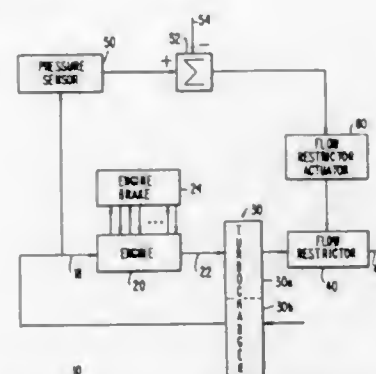 50
54
52
−
PRESSURE
SENSOR
+
Σ
60
FLOW
RESTRICTOR
ACTUATOR
ENGINE
BRAKE
24
...
30
TURBOCHARGER
ENGINE
FLOW
RESTRICTOR
18
20
22
30a
40
30b
10